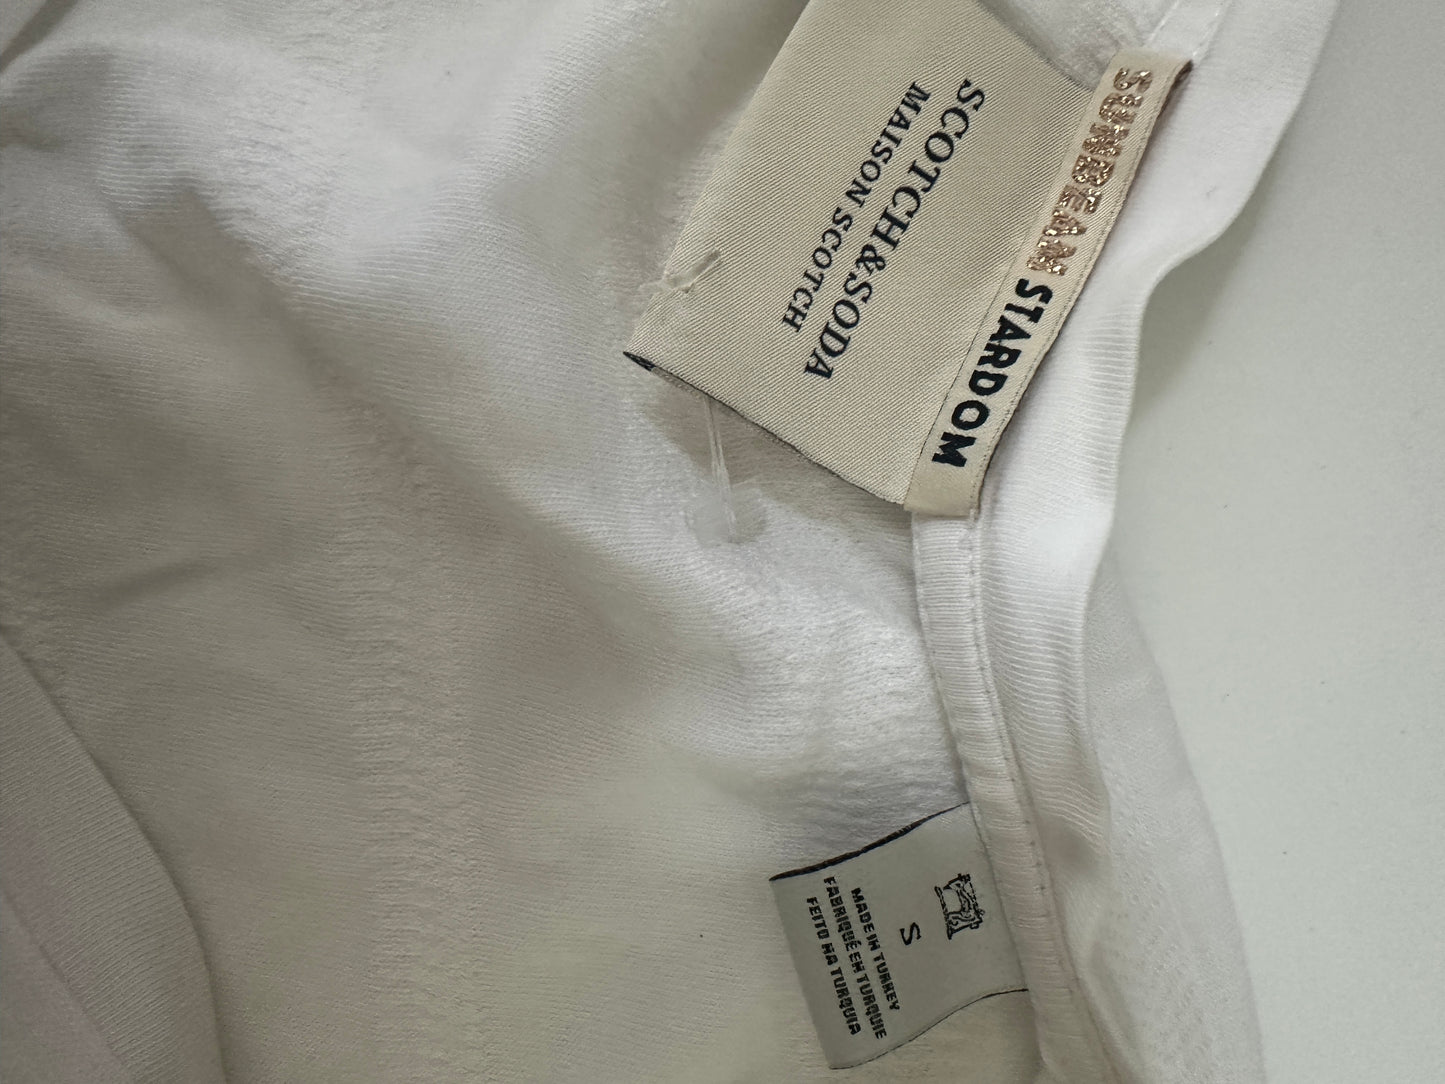 SUNBEAM STARDOM
SCOTCH&SODA
MAISON SCOTCH
S
MADE IN TURKEY
FABRIQUÉ EN TURQUIE
FEITO NA TURQUIA